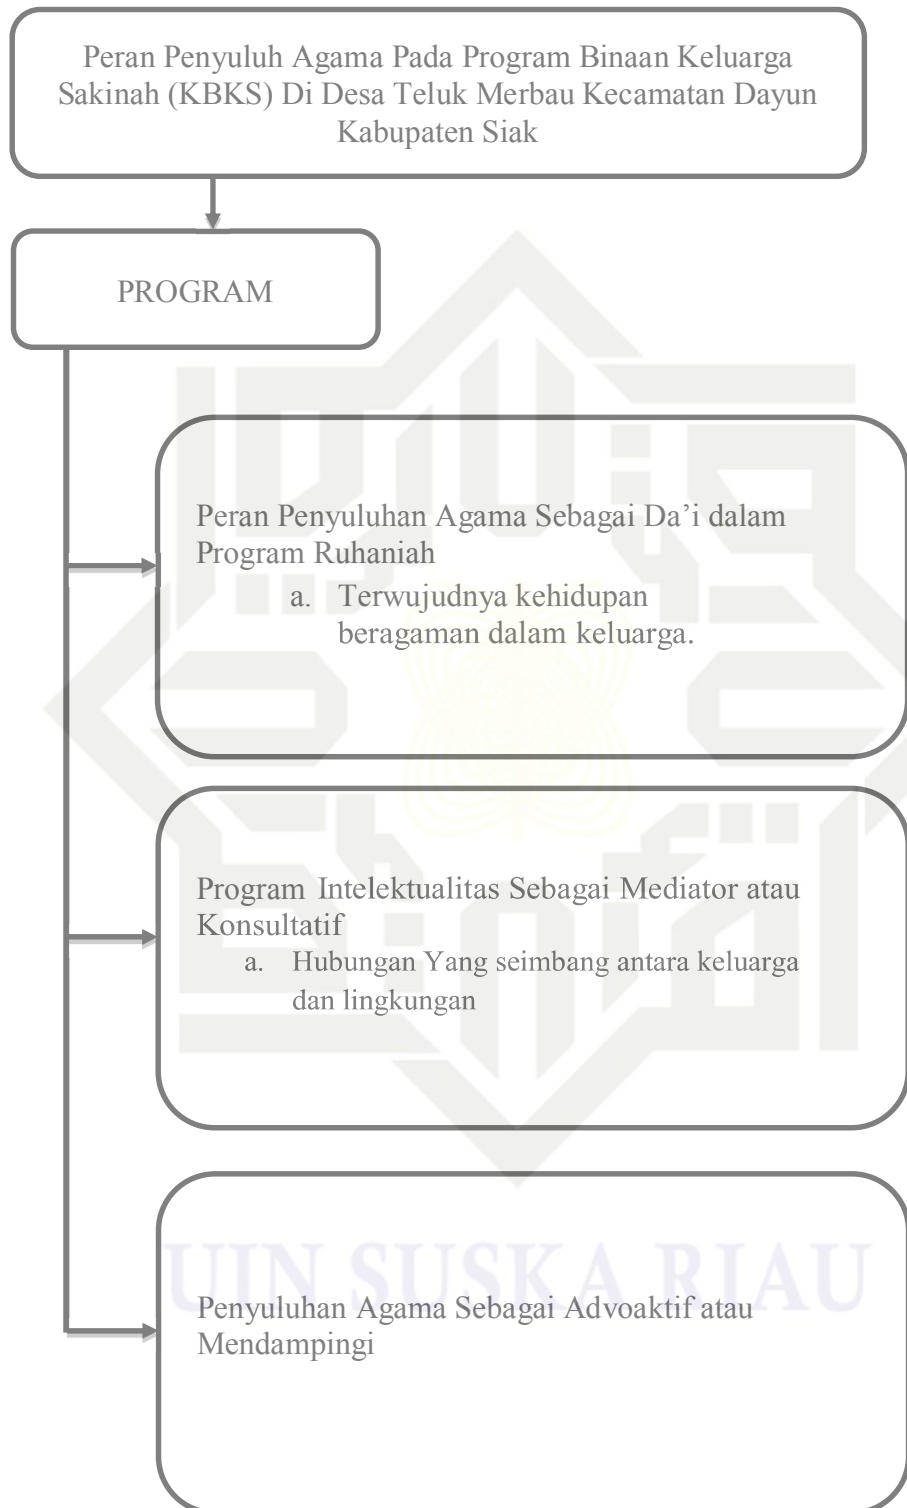 Peran Penyuluh Agama Pada Program Binaan Keluarga
Sakinah (KBKS) Di Desa Teluk Merbau Kecamatan Dayun
Kabupaten Siak
PROGRAM
Peran Penyuluhan Agama Sebagai Da’i dalam
Program Ruhaniah
a. Terwujudnya kehidupan
beragaman dalam keluarga.
Program Intelektualitas Sebagai Mediator atau
Konsultatif
a. Hubungan Yang seimbang antara keluarga
dan lingkungan
UIN SUSKA RIAU
Penyuluhan Agama Sebagai Advoaktif atau
Mendampingi